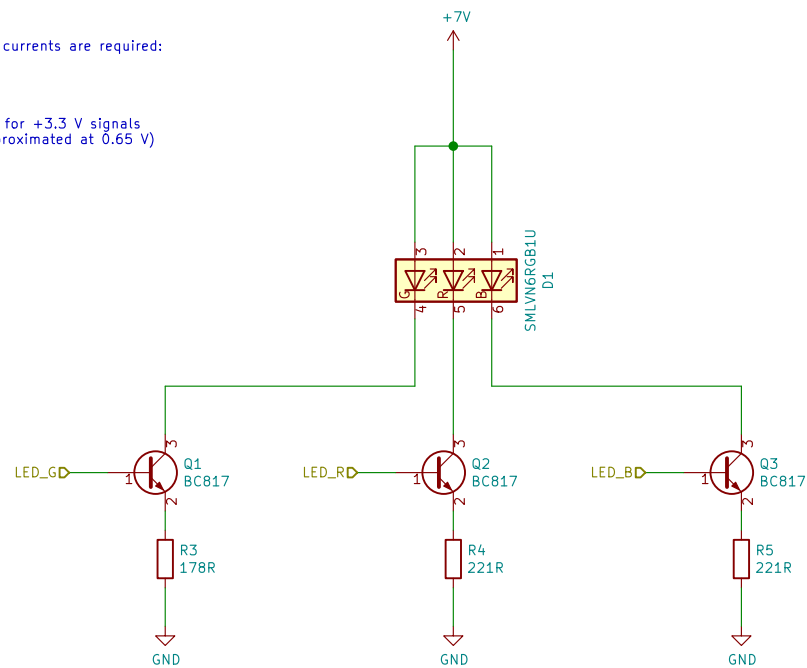 +7V
currents are required:
for +3.3 V signals
roximated at 0.65 V)
3
2
1
G
R
B
4
5
6
SMLVN6RGB1U
D1
LED_G
1
3
2
Q1
BC817
LED_R
1
3
2
Q2
BC817
LED_B
1
3
2
Q3
BC817
R3
178R
R4
221R
R5
221R
GND
GND
GND